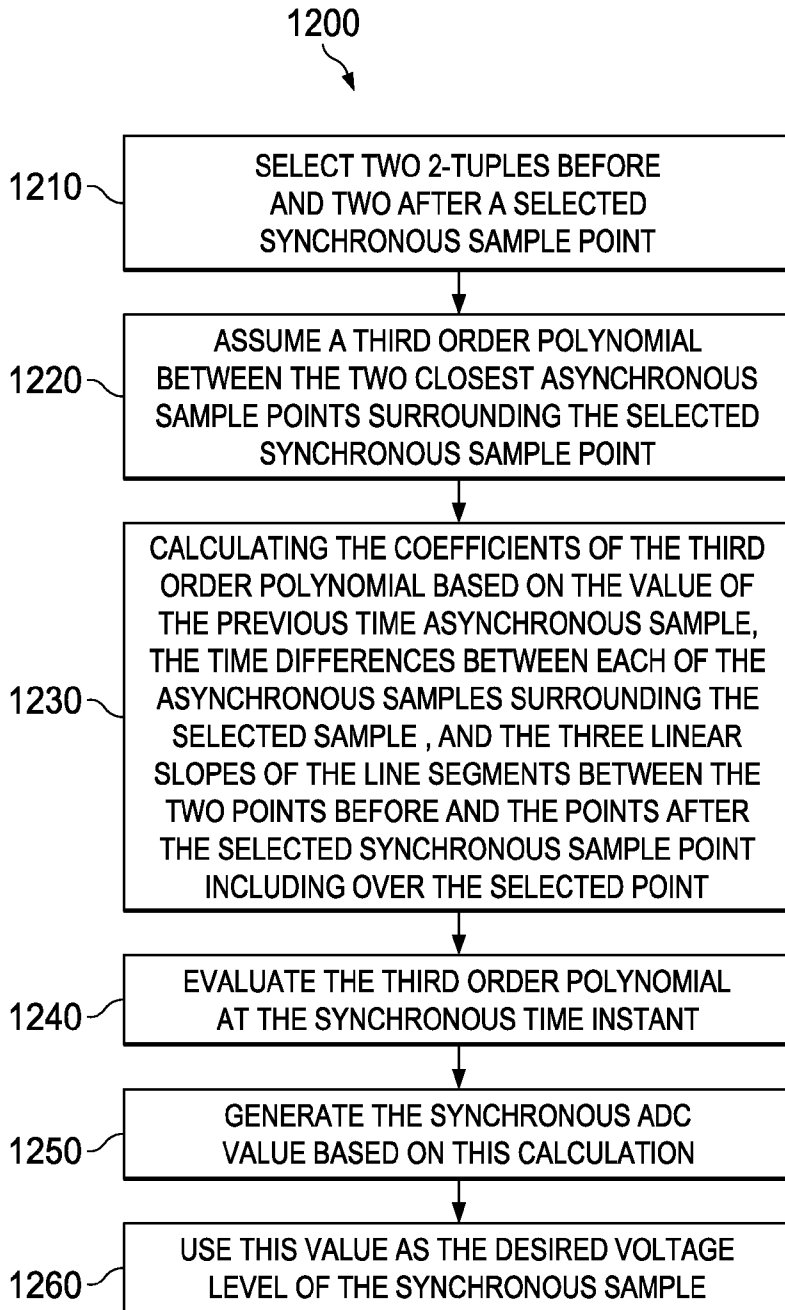 1200
1210
SELECT TWO 2-TUPLES BEFORE
AND TWO AFTER A SELECTED
SYNCHRONOUS SAMPLE POINT
1220
ASSUME A THIRD ORDER POLYNOMIAL
BETWEEN THE TWO CLOSEST ASYNCHRONOUS
SAMPLE POINTS SURROUNDING THE SELECTED
SYNCHRONOUS SAMPLE POINT
1230
CALCULATING THE COEFFICIENTS OF THE THIRD
ORDER POLYNOMIAL BASED ON THE VALUE OF
THE PREVIOUS TIME ASYNCHRONOUS SAMPLE,
THE TIME DIFFERENCES BETWEEN EACH OF THE
ASYNCHRONOUS SAMPLES SURROUNDING THE
SELECTED SAMPLE , AND THE THREE LINEAR
SLOPES OF THE LINE SEGMENTS BETWEEN THE
TWO POINTS BEFORE AND THE POINTS AFTER
THE SELECTED SYNCHRONOUS SAMPLE POINT
INCLUDING OVER THE SELECTED POINT
1240
EVALUATE THE THIRD ORDER POLYNOMIAL
AT THE SYNCHRONOUS TIME INSTANT
1250
GENERATE THE SYNCHRONOUS ADC
VALUE BASED ON THIS CALCULATION
1260
USE THIS VALUE AS THE DESIRED VOLTAGE
LEVEL OF THE SYNCHRONOUS SAMPLE